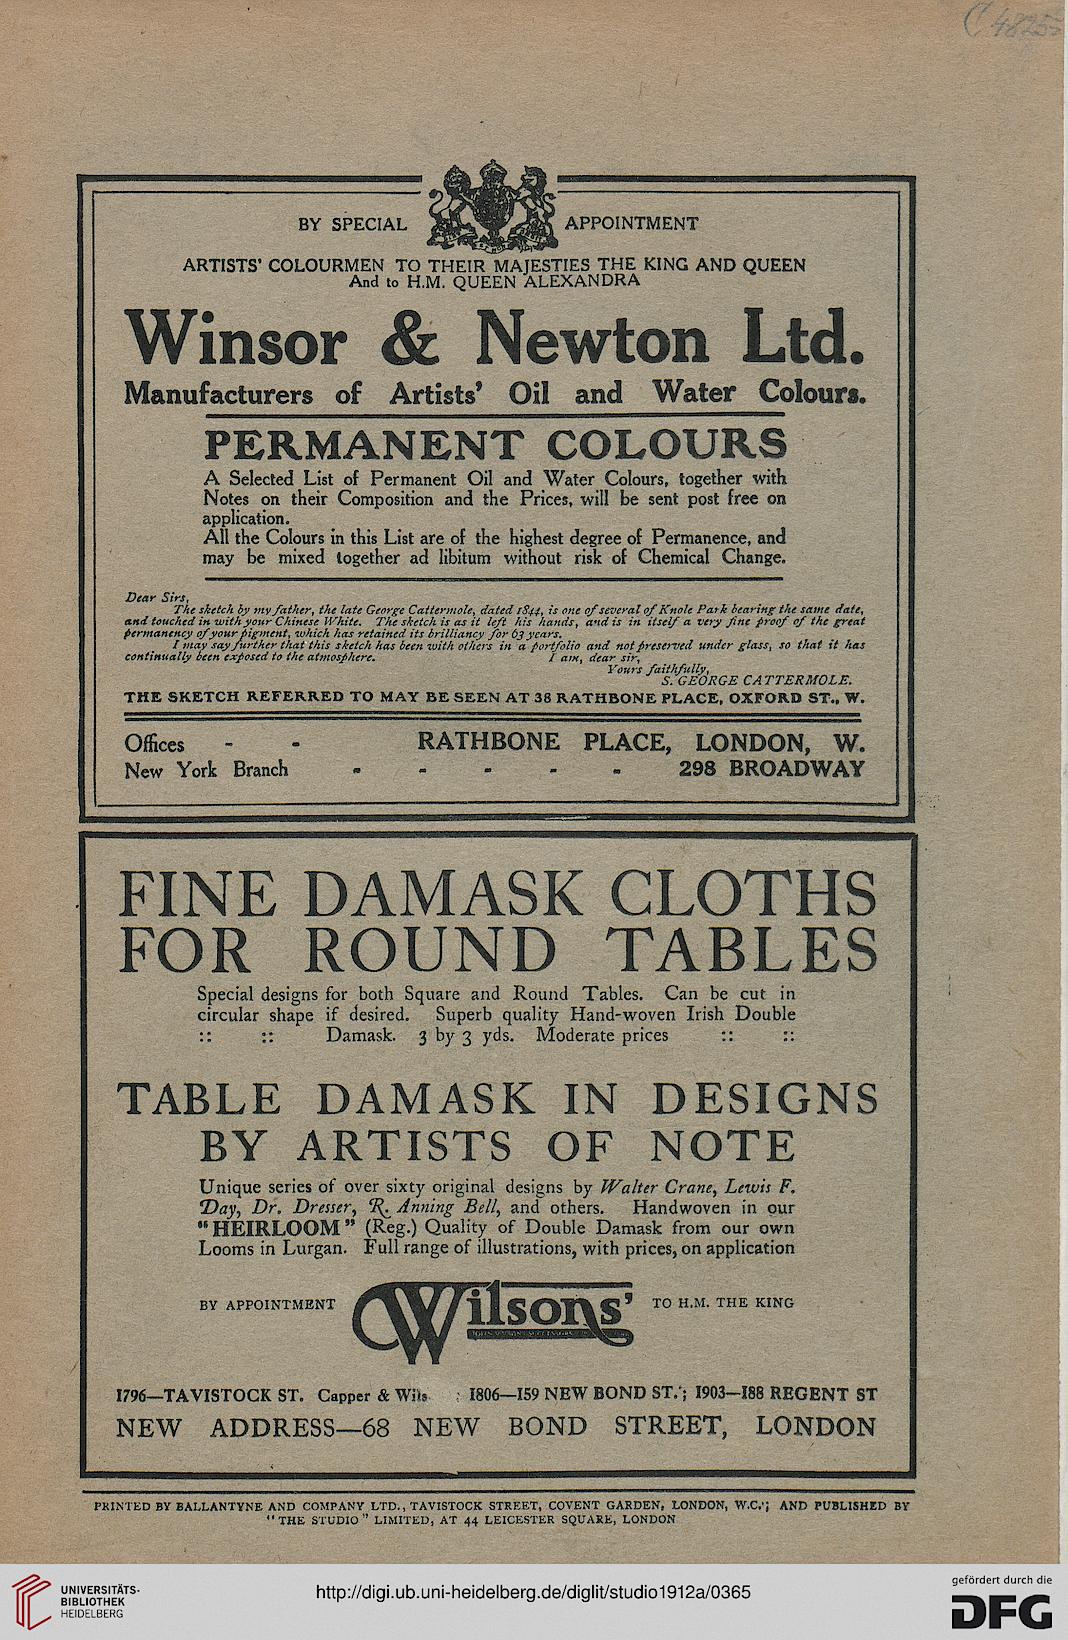 C 4825
BY SPECIAL APPOINTMENT
ARTISTS' COLOURMEN TO THEIR MAJESTIES THE KING AND QUEEN
And to H.M. QUEEN ALEXANDRA
Winsor & Newton Ltd.
Manufacturers of Artists' Oil and Water Colours.
PERMANENT COLOURS
A Selected List of Permanent Oil and Water Colours, together with
Notes on their Composition and the Prices, will be sent post free on
application.
All the Colours in this List are of the highest degree of Permanence, and
may be mixed together ad libitum without risk of Chemical Change.
Dear Sirs,
The sketch by my father, the late George Cattermole, dated 1844, is one of several of Knole Park bearing the same date,
and touched in with your Chinese White. The sketch is as it left his hands, and is in itself a very fine proof of the great
permanency of your pigment, which has retained its brilliancy for 63 years.
I may say further that this sketch has been with others in a portfolio and not preserved under glass, so that it has
continually been exposed to the atmosphere. I am, dear sir,
Yours faithfully,
S. GEORGE CATTERMOLE.
THE SKETCH REFERRED TO MAY BE SEEN AT 38 RATHBONE PLACE, OXFORD ST., W.
Offices - - RATHBONE PLACE, LONDON, W.
New York Branch - - - - - 298 BROADWAY
FINE DAMASK CLOTHS
FOR ROUND TABLES
Special designs for both Square and Round Tables. Can be cut in
circular shape if desired. Superb quality Hand-woven Irish Double
:: :: Damask. 3 by 3 yds. Moderate prices :: ::
TABLE DAMASK IN DESIGNS
BY ARTISTS OF NOTE
Unique series of over sixty original designs by Walter Crane, Lewis F.
Day, Dr. Dresser, R. Anning Bell, and others. Handwoven in our
"HEIRLOOM" (Reg.) Quality of Double Damask from our own
Looms in Lurgan. Full range of illustrations, with prices, on application
BY APPOINTMENT Wilsons' TO H.M. THE KING
1796—TAVISTOCK ST. Capper & Wils ; 1806—159 NEW BOND ST.; 1903—188 REGENT ST
NEW ADDRESS—68 NEW BOND STREET, LONDON
PRINTED BY BALLANTYNE AND COMPANY LTD., TAVISTOCK STREET, COVENT GARDEN, LONDON, W.C.; AND PUBLISHED BY
"THE STUDIO" LIMITED, AT 44 LEICESTER SQUARE, LONDON
UNIVERSITÄTS-
BIBLIOTHEK
HEIDELBERG
http://digi.ub.uni-heidelberg.de/diglit/studio1912a/0365
gefördert durch die
DFG